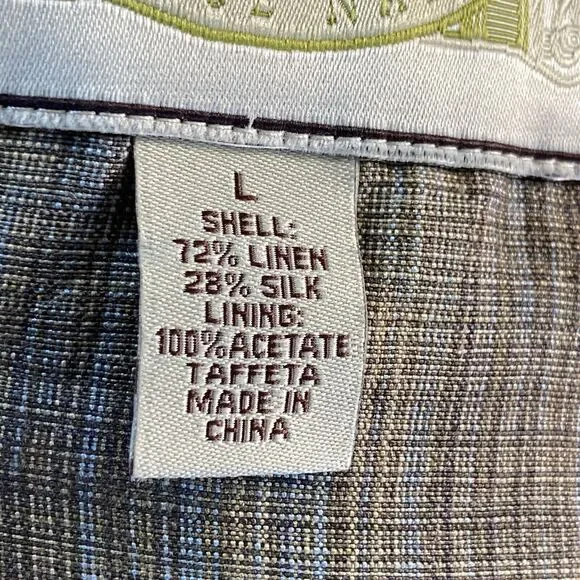 L
SHELL:
72% LINEN
28% SILK
LINING:
100% ACETATE
TAFFETA
MADE IN
CHINA